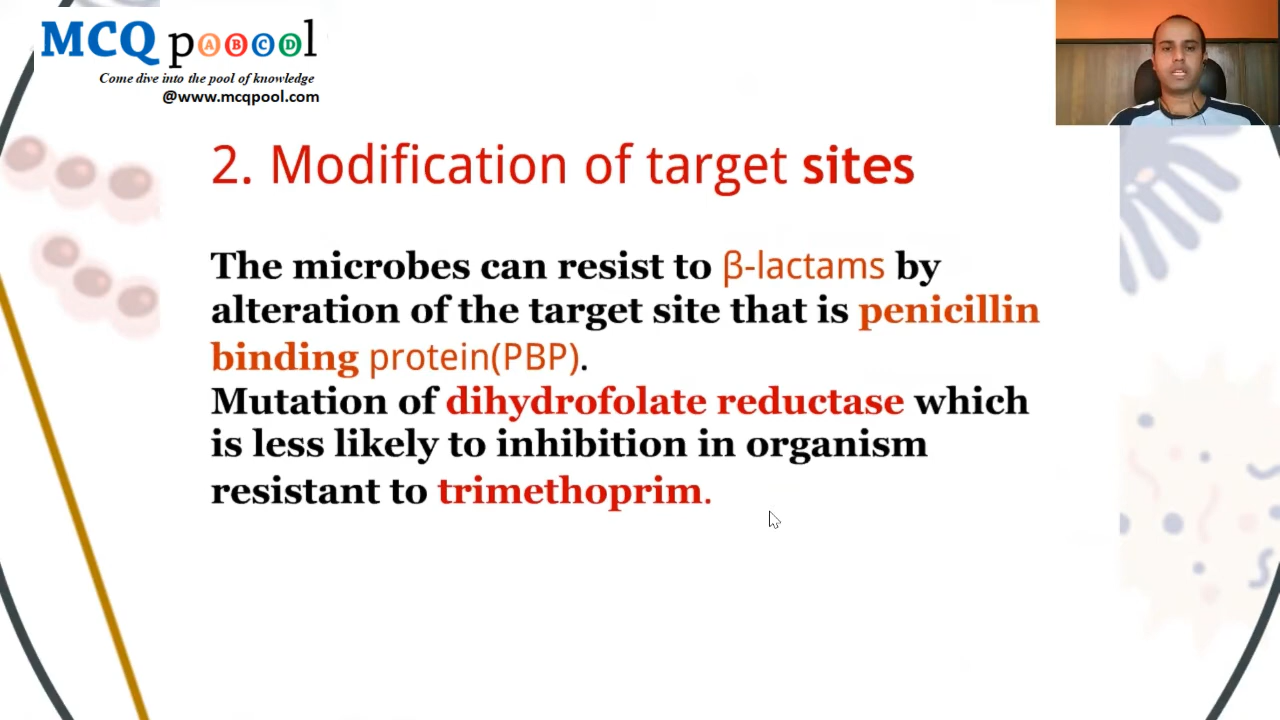 MCQ pABCDl
Come dive into the pool of knowledge
@www.mcqpool.com
2. Modification of target sites
The microbes can resist to β-lactams by
alteration of the target site that is penicillin
binding protein(PBP).
Mutation of dihydrofolate reductase which
is less likely to inhibition in organism
resistant to trimethoprim.